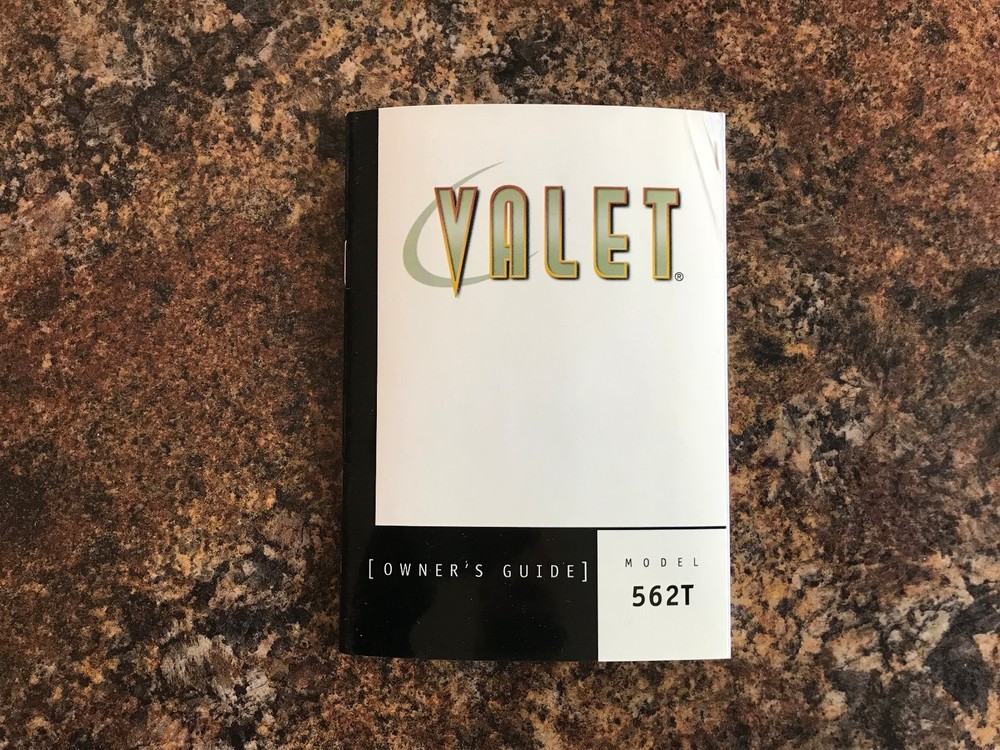 VALET®
[OWNER'S GUIDE]
MODEL
562T